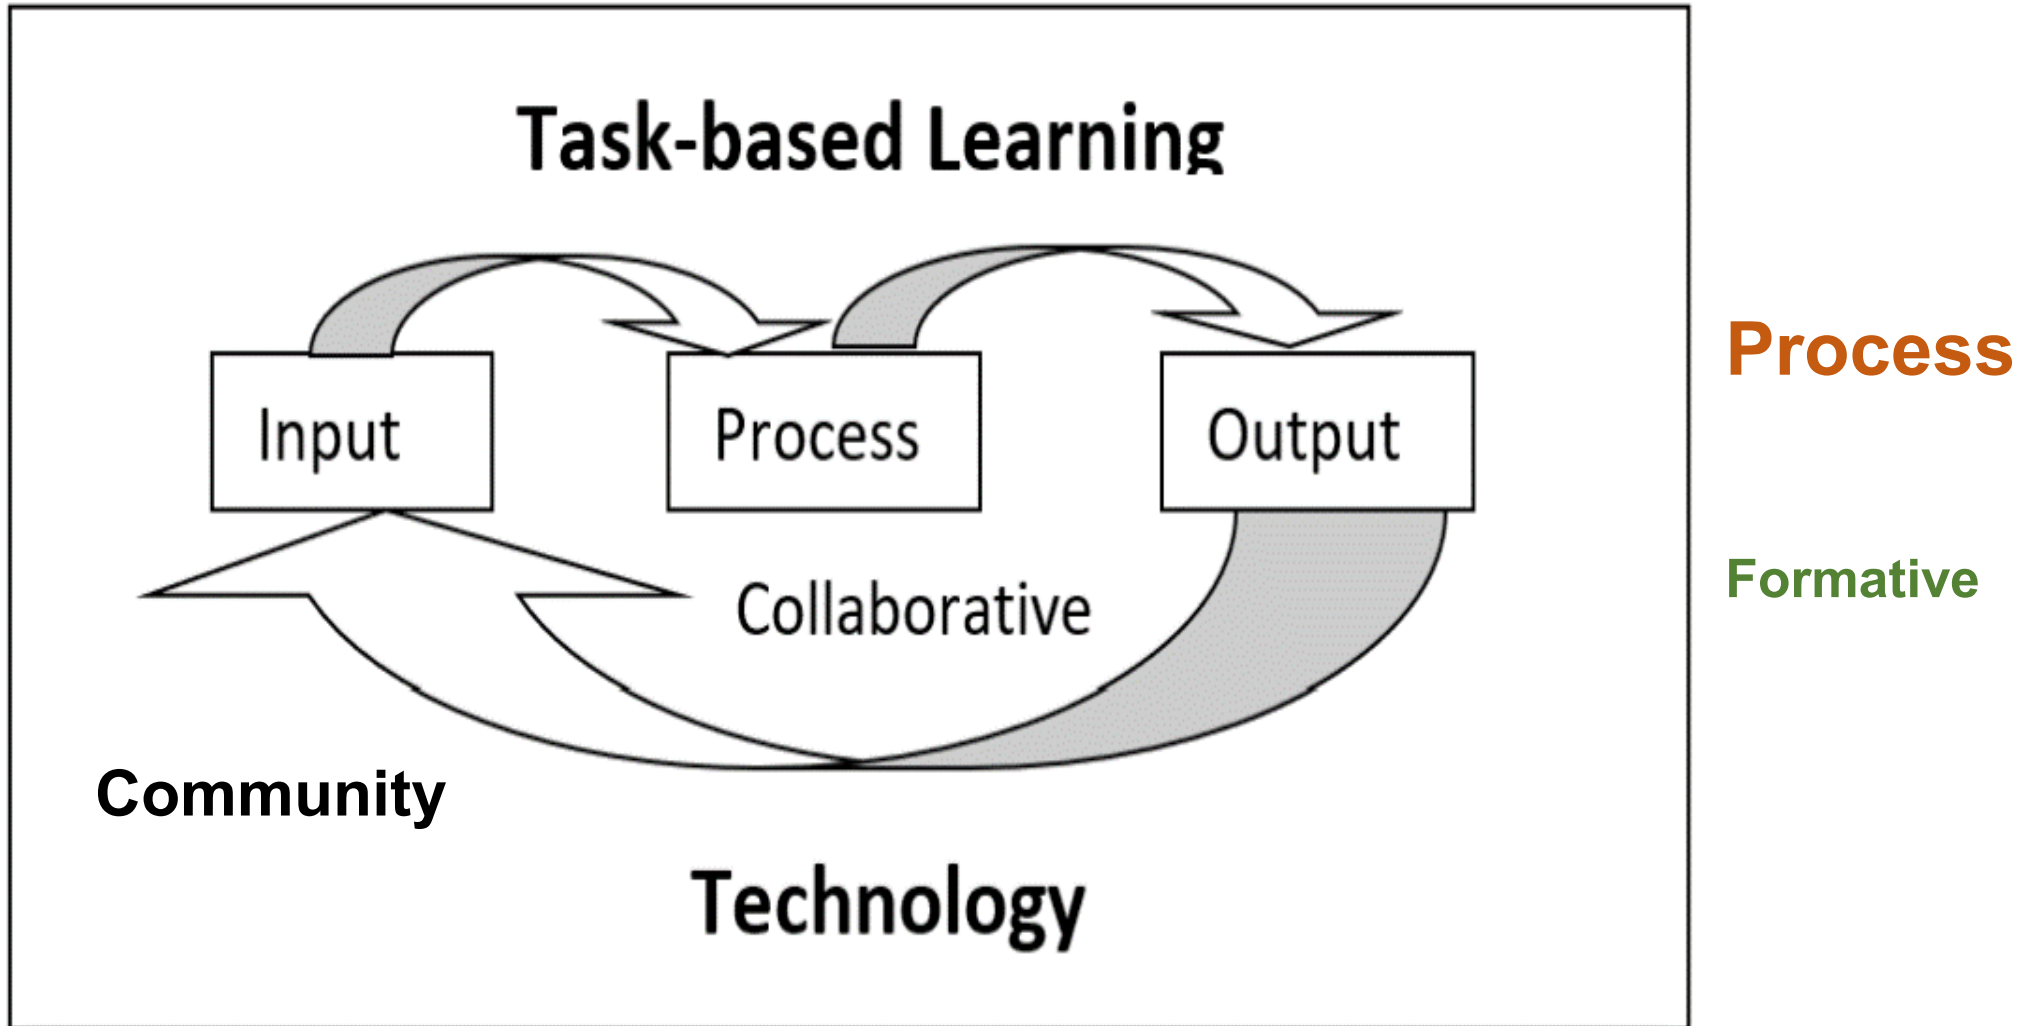 Task-based Learning
Process
Input
Process
Output
Formative
Collaborative
Community
Technology